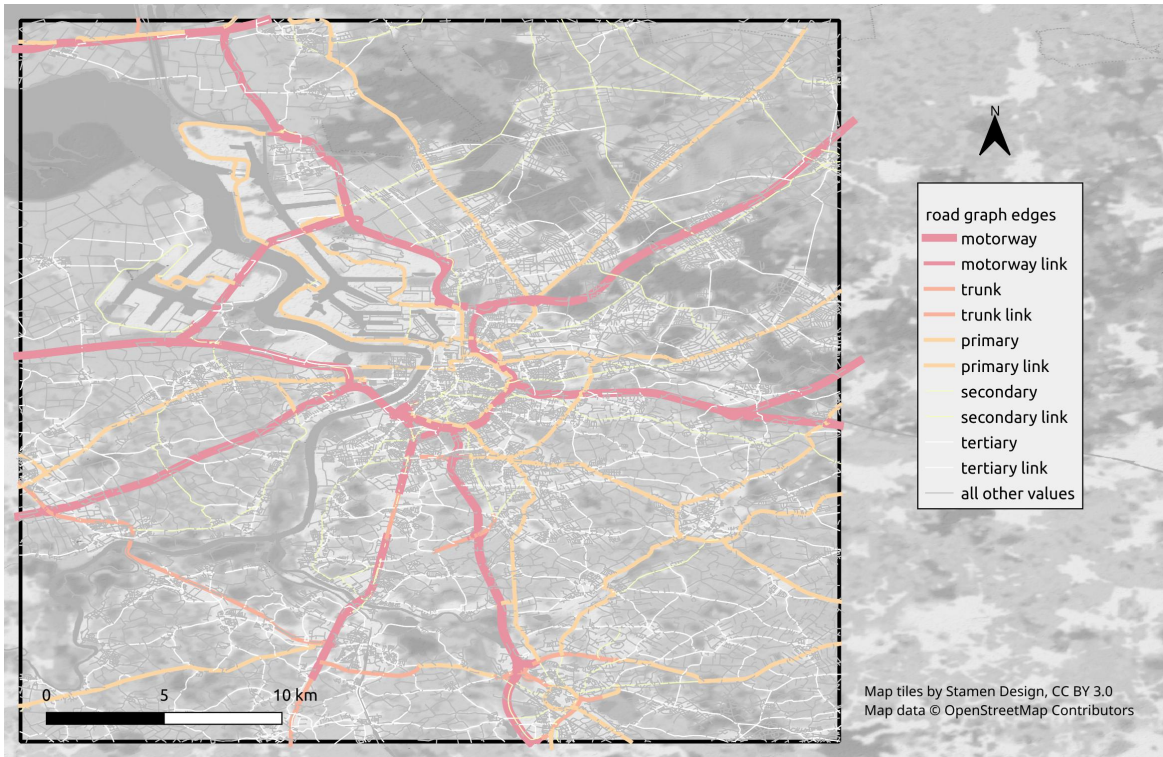 N
road graph edges
motorway
motorway link
trunk
trunk link
primary
primary link
secondary
secondary link
tertiary
tertiary link
all other values
0 5 10 km
Map tiles by Stamen Design, CC BY 3.0
Map data © OpenStreetMap Contributors